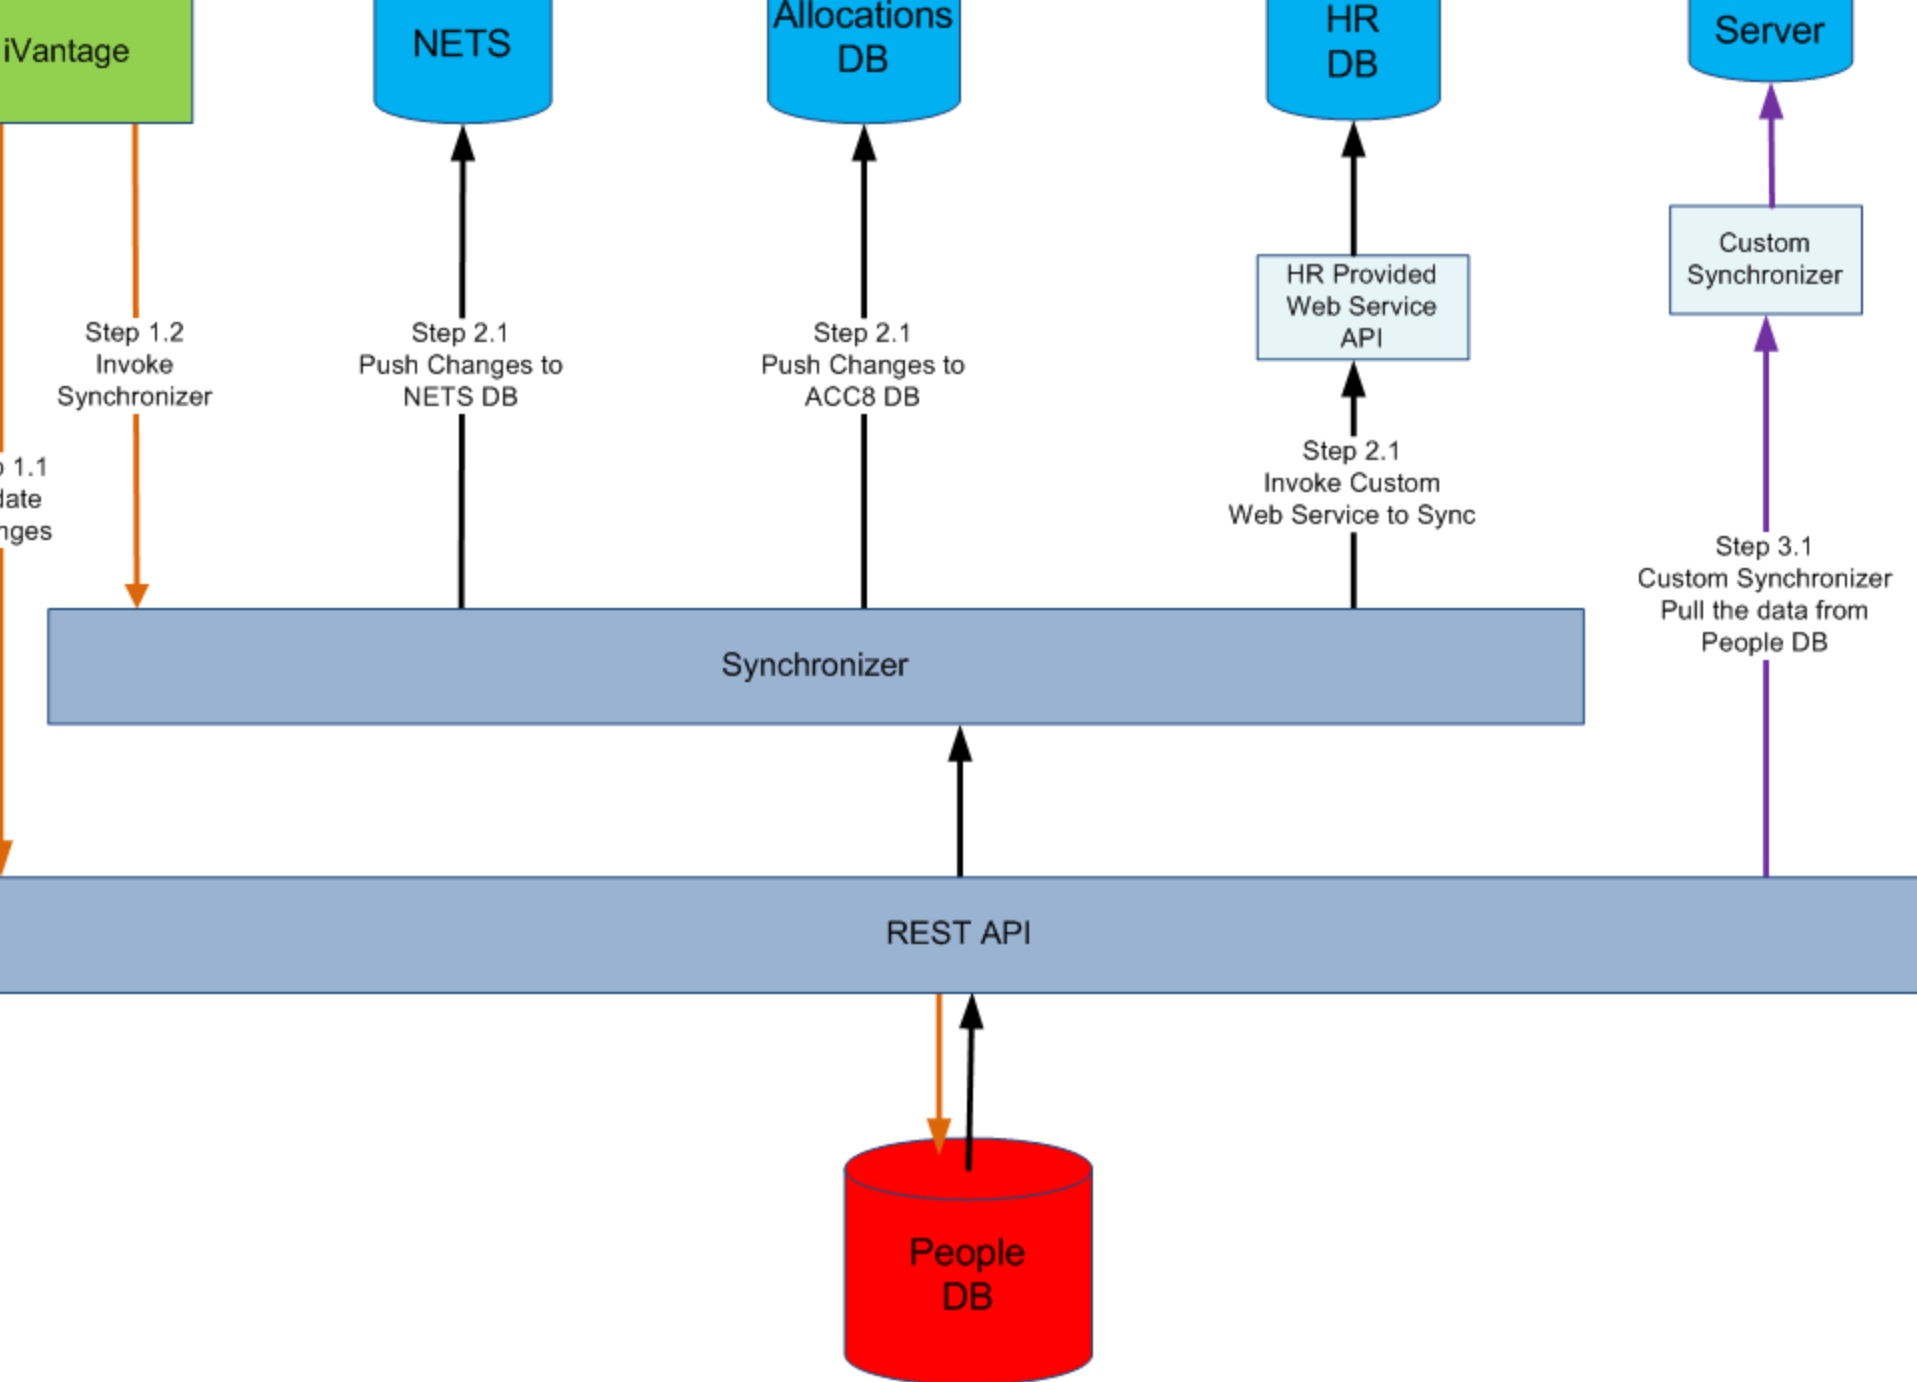 iVantage
NETS
Allocations
DB
HR
DB
Server
Custom
Synchronizer
HR Provided
Web Service
API
Step 1.2
Invoke
Synchronizer
Step 2.1
Push Changes to
NETS DB
Step 2.1
Push Changes to
ACC8 DB
Step 2.1
Invoke Custom
Web Service to Sync
1.1
Step 3.1
Custom Synchronizer
Pull the data from
People DB
Synchronizer
REST API
People
DB